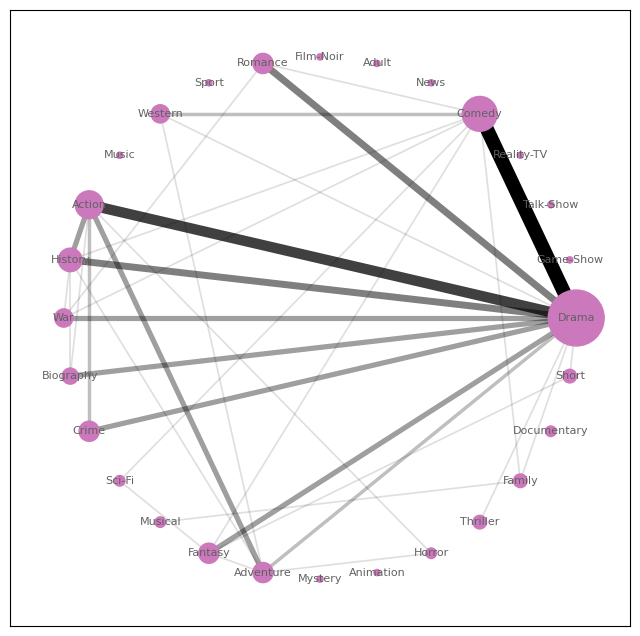 Film-Noir
Romance
Adult
Sport
News
Western
Comedy
Music
Reality-TV
Action
Talk-Show
History
Game-Show
War
Drama
Biography
Short
Crime
Documentary
Sci-Fi
Family
Musical
Thriller
Fantasy
Horror
Adventure
Mystery
Animation